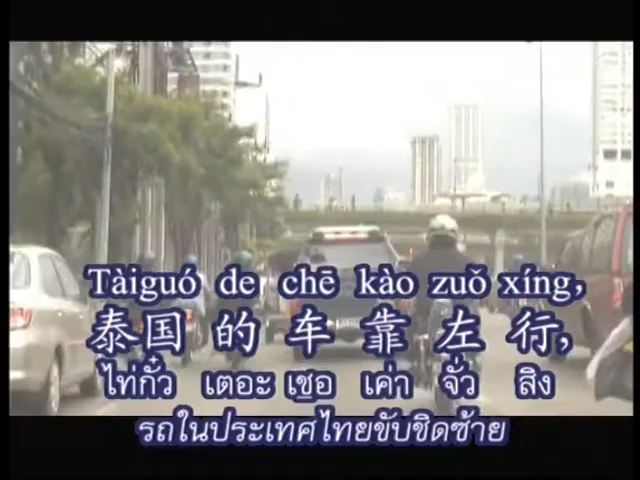 Tàiguó de chē kào zuǒ xíng,
泰国的车靠左行,
ไท่กั๋ว เตอะ เชอ เค่า จั่ว สิง
รถในประเทศไทยขับชิดซ้าย